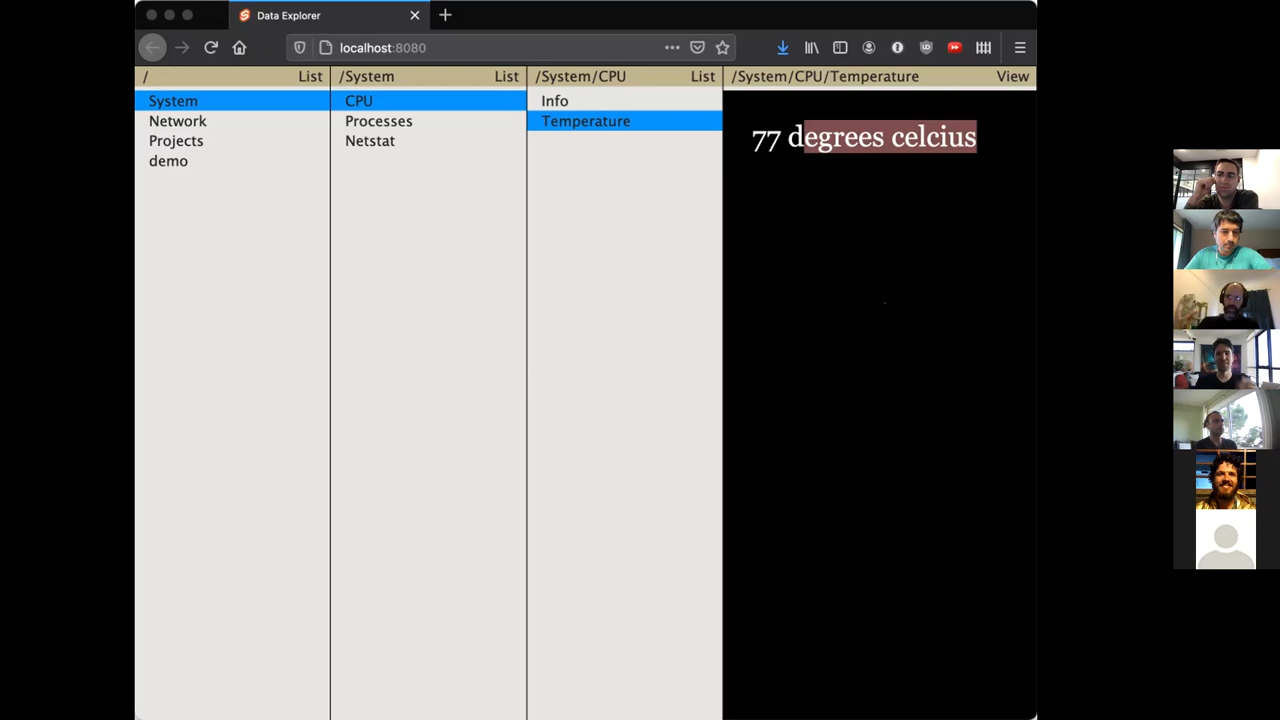 Data Explorer
localhost:8080
/ List
System
Network
Projects
demo
/System List
CPU
Processes
Netstat
/System/CPU List
Info
Temperature
/System/CPU/Temperature View
77 degrees celcius